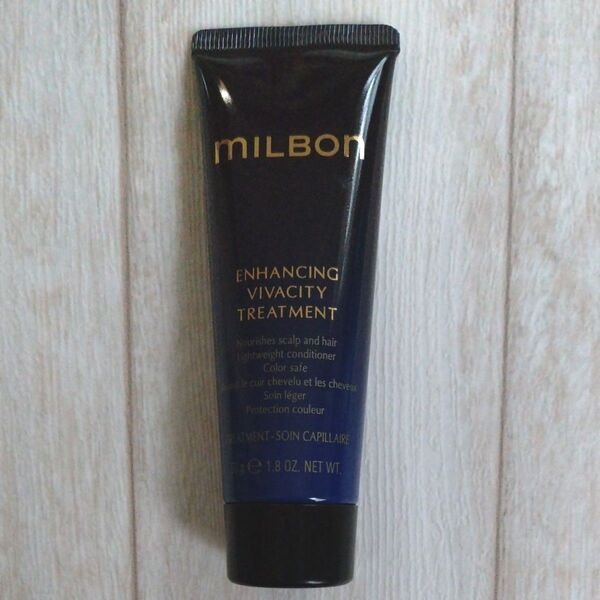 MILBON
ENHANCING
VIVACITY
TREATMENT
Nourishes scalp and hair
Lightweight conditioner
Color safe
le cuir chevelu et les cheveux
Soin léger
Protection couleur
TREATMENT-SOIN CAPILLAIRE
g e 1.8 OZ. NET WT.